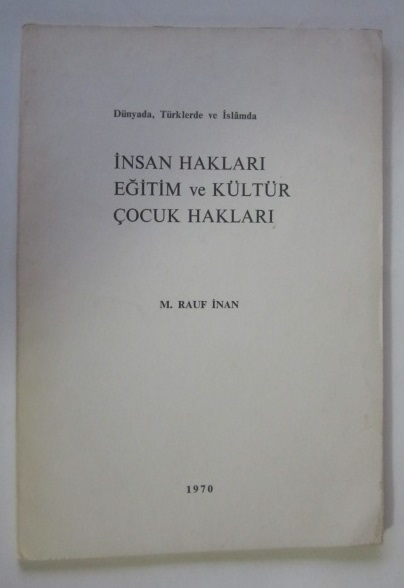 Dünyada, Türklerde ve İslâmda
İNSAN HAKLARI
EĞİTİM ve KÜLTÜR
ÇOCUK HAKLARI
M. RAUF İNAN
1970